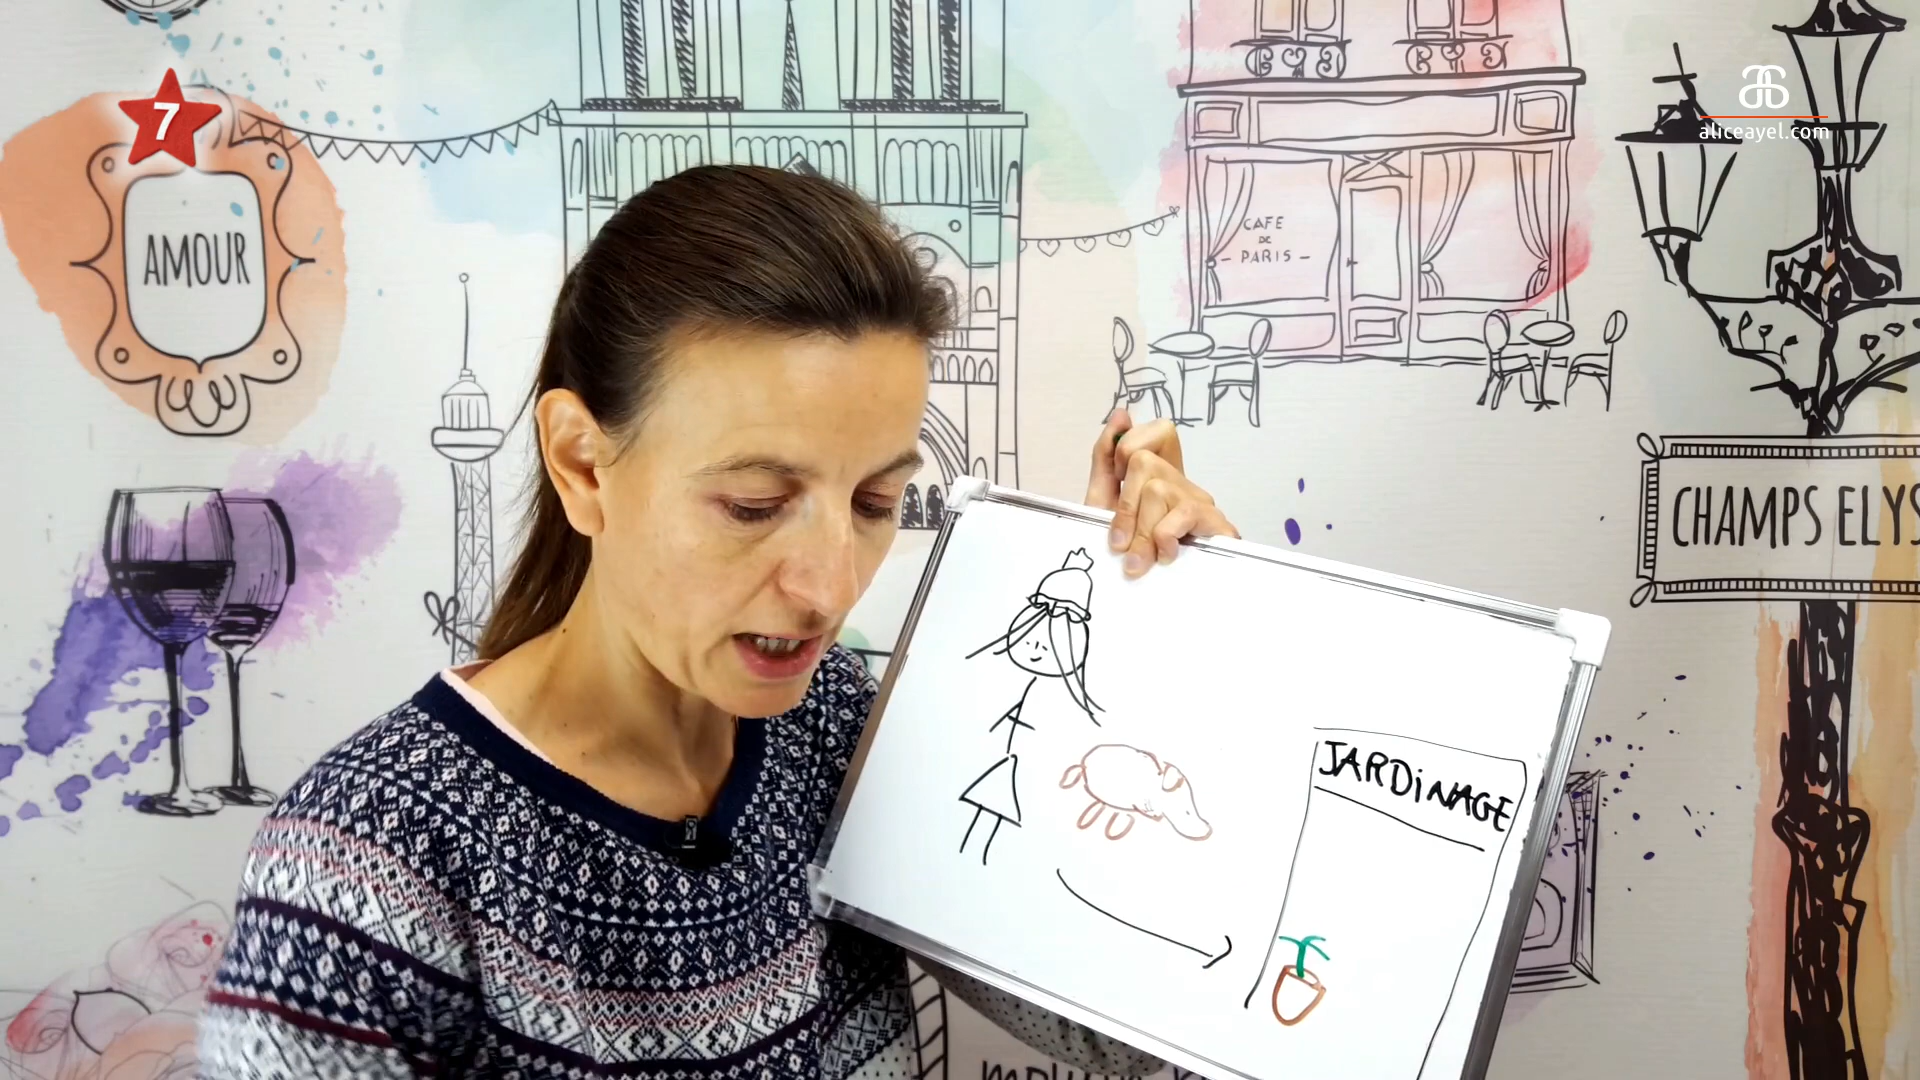 7
aliceayel.com
AMOUR
CAFE
DE
- PARIS -
CHAMPS ELYS
JARDiNAGE